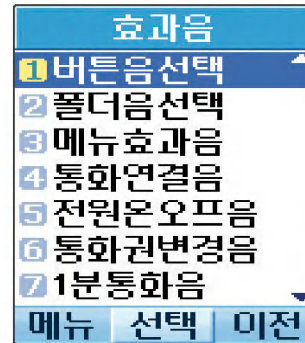 효과음
1 버튼음선택
2 폴더음선택
3 메뉴효과음
4 통화연결음
5 전원온오프음
6 통화권변경음
7 1분통화음
메뉴 선택 이전